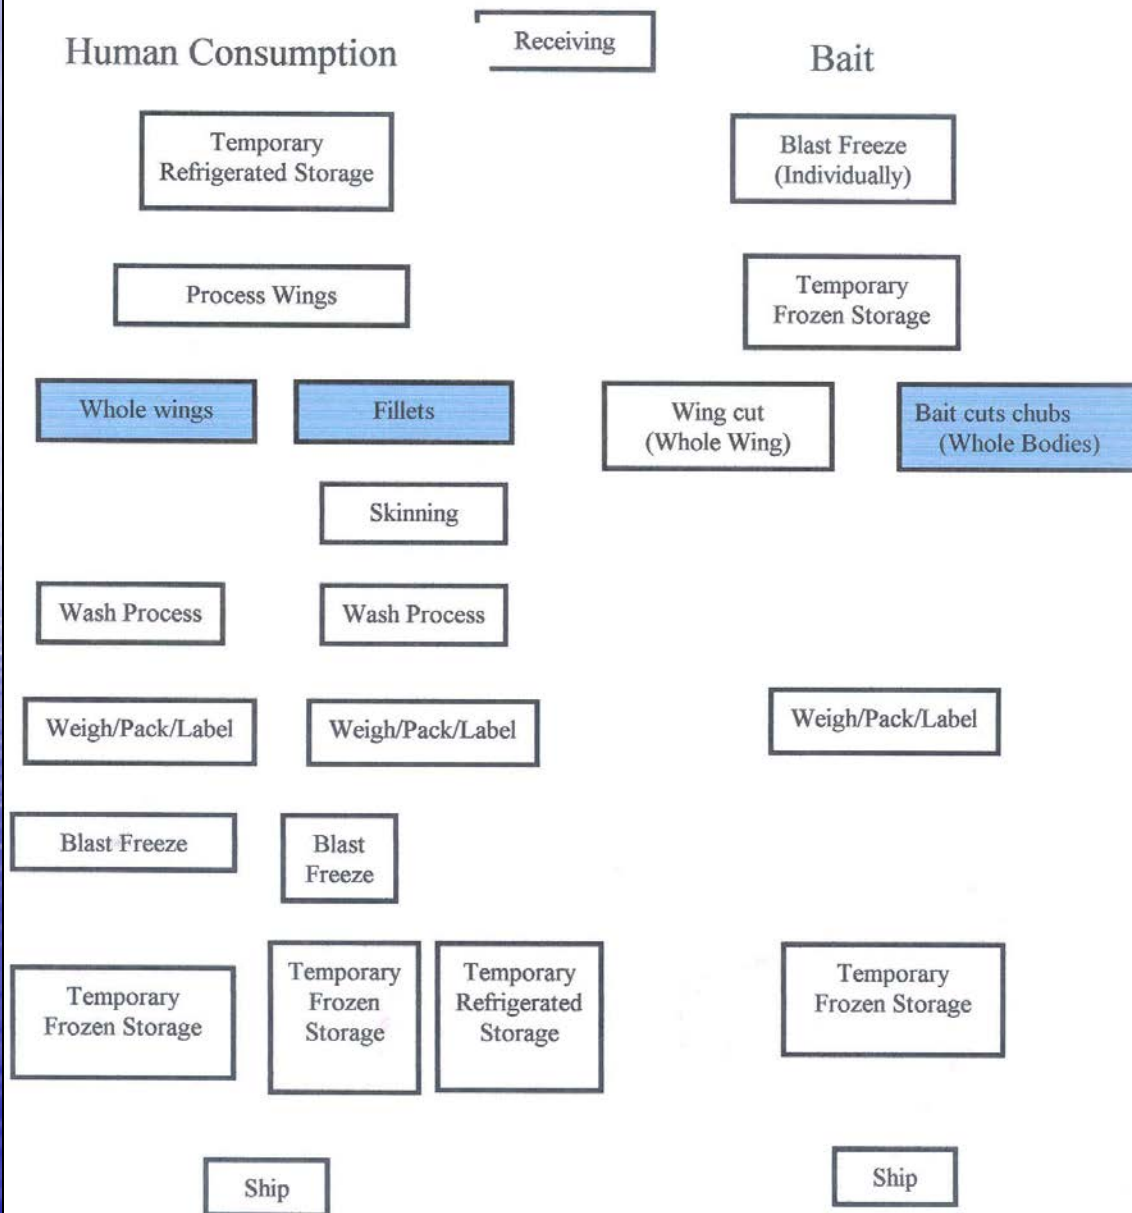 Receiving
Human Consumption
Bait
Temporary
Refrigerated Storage
Blast Freeze
(Individually)
Process Wings
Temporary
Frozen Storage
Whole wings
Fillets
Wing cut
(Whole Wing)
Bait cuts chubs
(Whole Bodies)
Skinning
Wash Process
Wash Process
Weigh/Pack/Label
Weigh/Pack/Label
Weigh/Pack/Label
Blast Freeze
Blast
Freeze
Temporary
Frozen Storage
Temporary
Frozen
Storage
Temporary
Refrigerated
Storage
Temporary
Frozen Storage
Ship
Ship